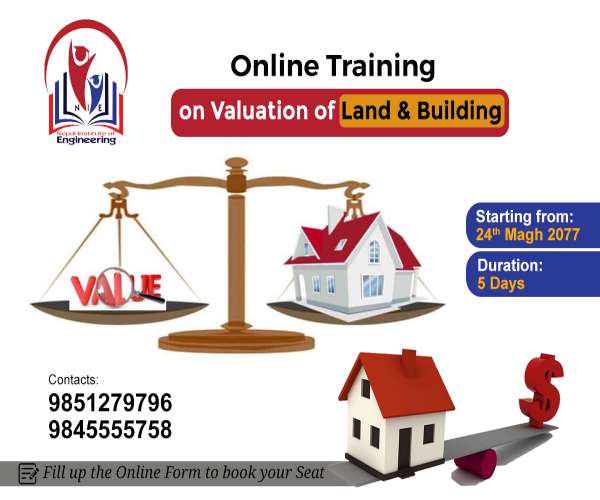 NIE
Nepal Institute of
Engineering
Online Training
on Valuation of Land & Building
VALUE
Starting from:
24th Magh 2077
Duration:
5 Days
Contacts:
9851279796
9845555758
$
Fill up the Online Form to book your Seat